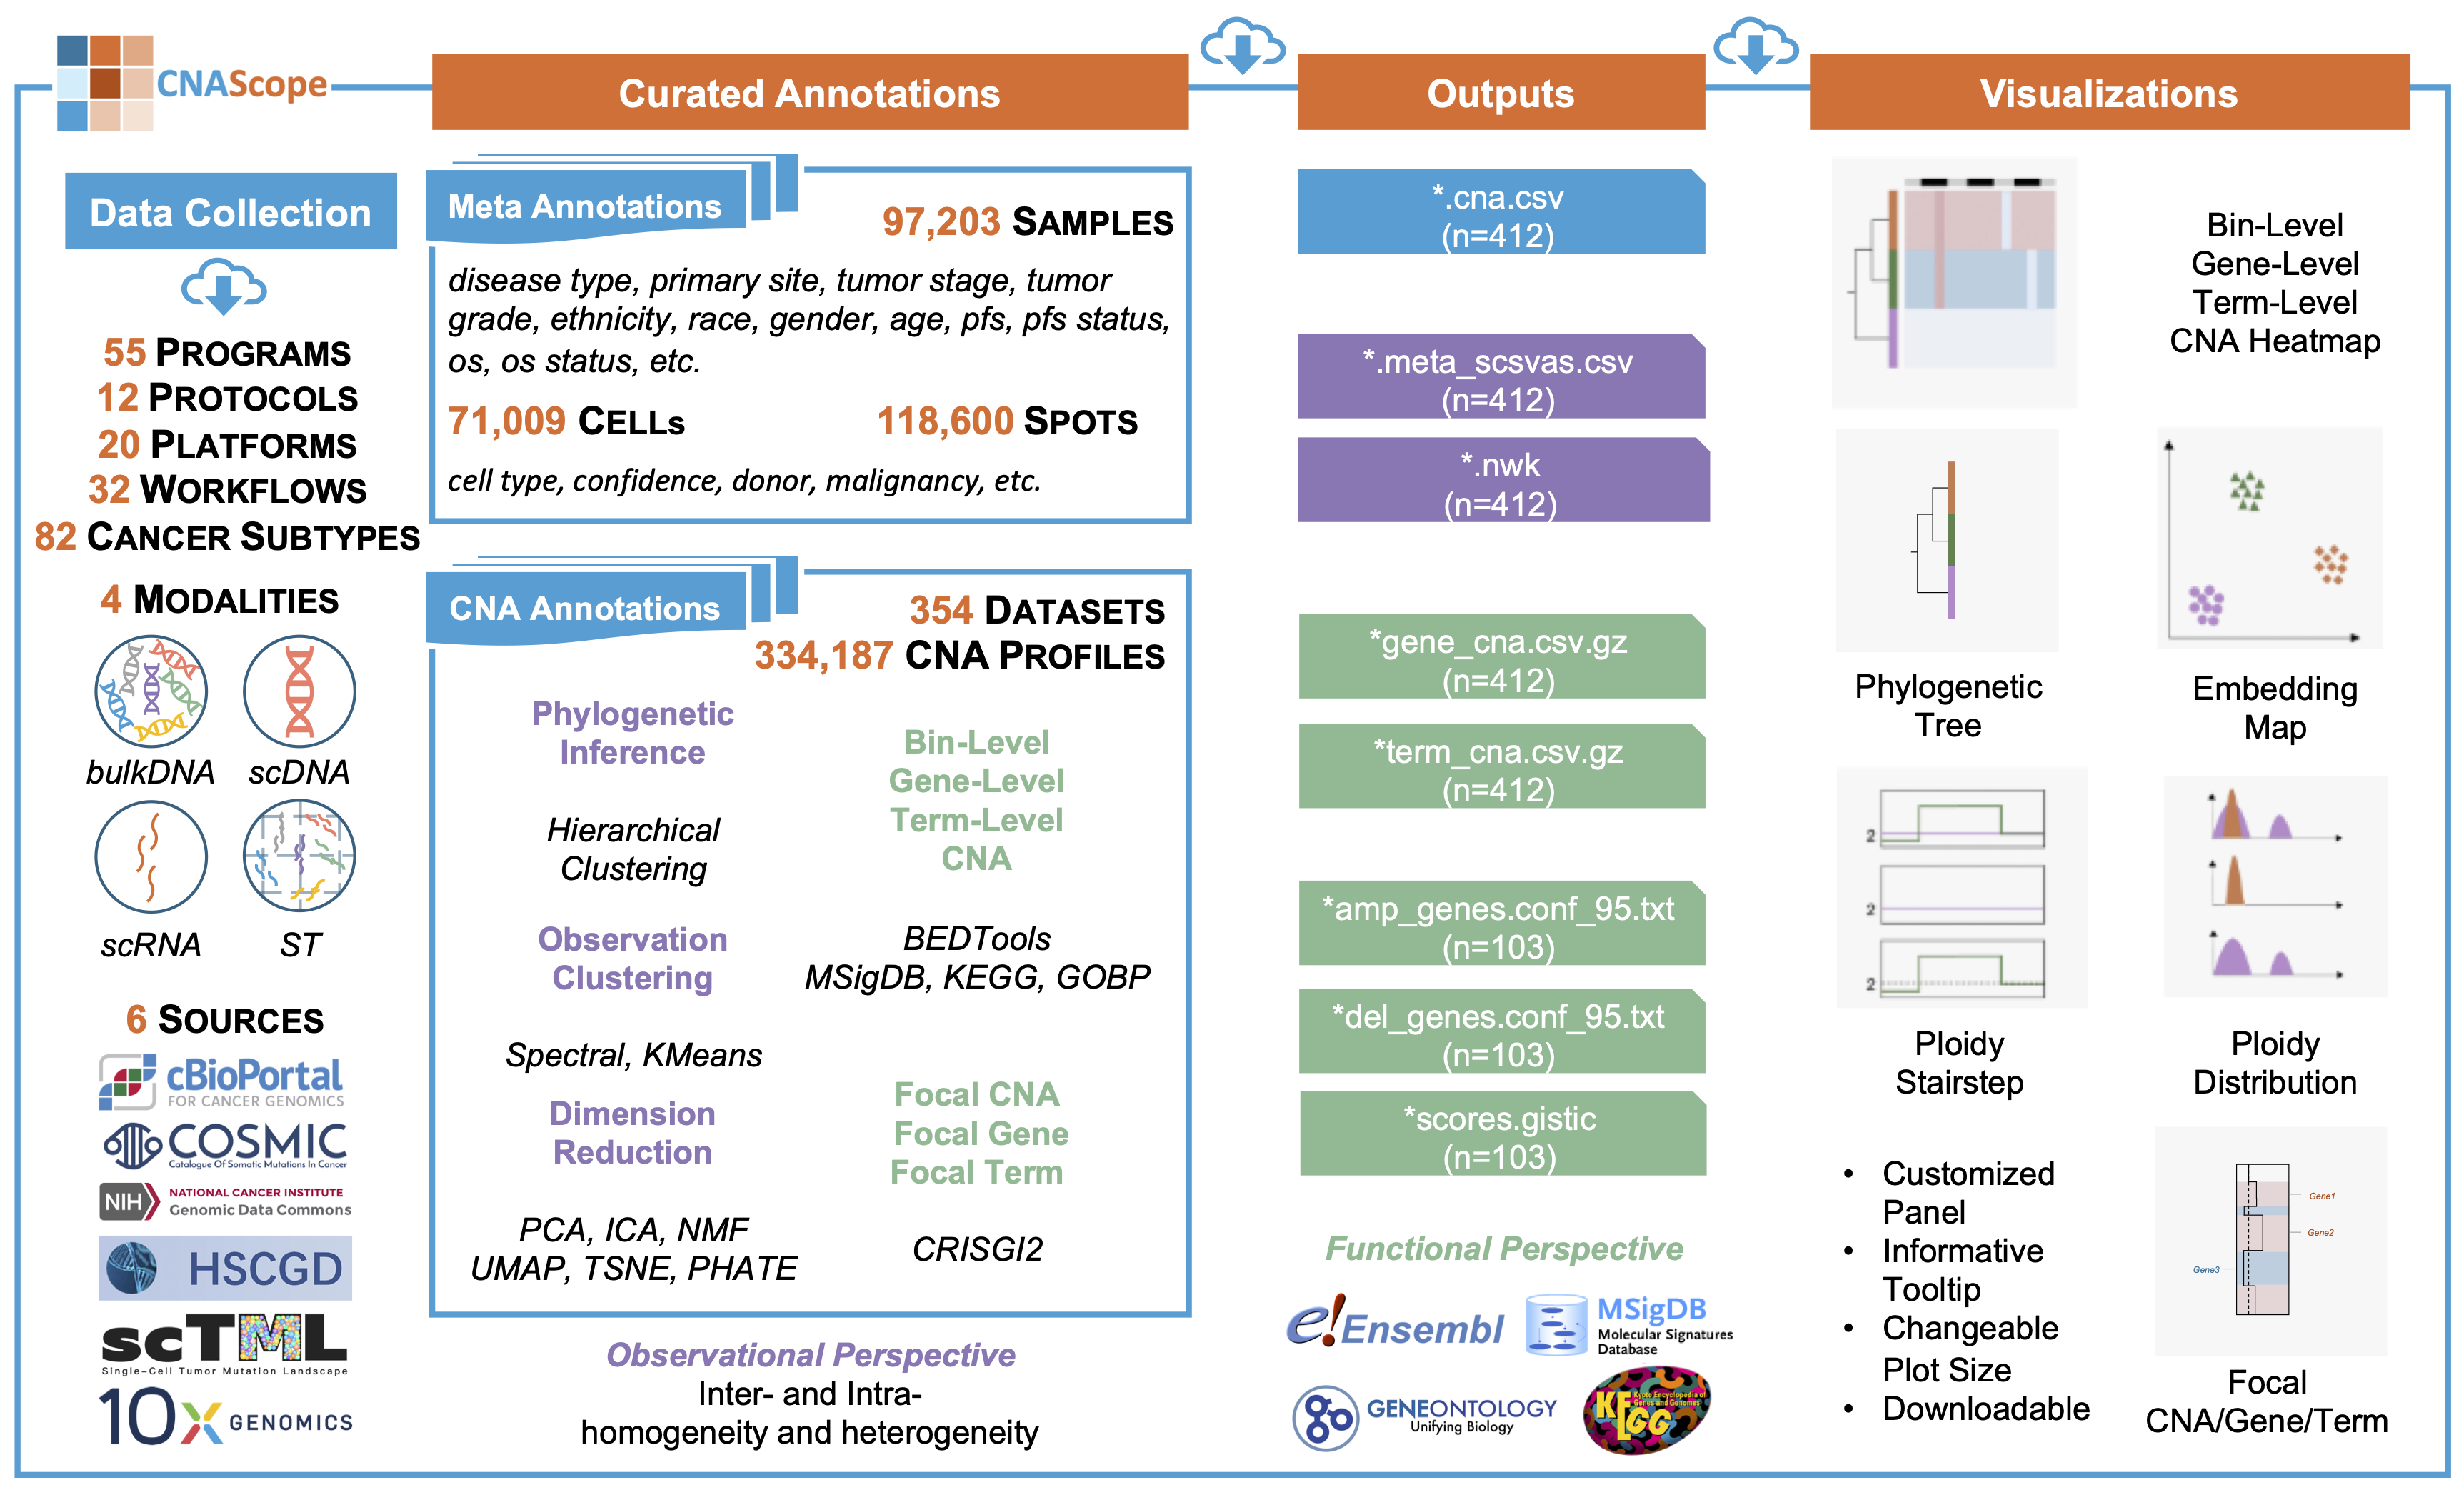 CNAScope
Curated Annotations
Outputs
Visualizations
Data Collection
55 PROGRAMS
12 PROTOCOLS
20 PLATFORMS
32 WORKFLOWS
82 CANCER SUBTYPES
4 MODALITIES
bulkDNA scDNA
scRNA ST
6 SOURCES
cBioPortal
FOR CANCER GENOMICS
COSMIC
Catalogue Of Somatic Mutations In Cancer
NIH NATIONAL CANCER INSTITUTE
Genomic Data Commons
HSCGD
scTML
Single-Cell Tumor Mutation Landscape
10X GENOMICS
Meta Annotations
97,203 SAMPLES
disease type, primary site, tumor stage, tumor
grade, ethnicity, race, gender, age, pfs, pfs status,
os, os status, etc.
71,009 CELLs 118,600 SPOTS
cell type, confidence, donor, malignancy, etc.
CNA Annotations
354 DATASETS
334,187 CNA PROFILES
Phylogenetic
Inference
Hierarchical
Clustering
Observation
Clustering
Spectral, KMeans
Dimension
Reduction
PCA, ICA, NMF
UMAP, TSNE, PHATE
Bin-Level
Gene-Level
Term-Level
CNA
BEDTools
MSigDB, KEGG, GOBP
Focal CNA
Focal Gene
Focal Term
CRISGI2
Observational Perspective
Inter- and Intra-
homogeneity and heterogeneity
*.cna.csv
(n=412)
*.meta_scsvas.csv
(n=412)
*.nwk
(n=412)
*gene_cna.csv.gz
(n=412)
*term_cna.csv.gz
(n=412)
*amp_genes.conf_95.txt
(n=103)
*del_genes.conf_95.txt
(n=103)
*scores.gistic
(n=103)
Functional Perspective
e!Ensembl
MSigDB
Molecular Signatures
Database
go GENEONTOLOGY
Unifying Biology
KEGG
Kyoto Encyclopedia of
Genes and Genomes
Bin-Level
Gene-Level
Term-Level
CNA Heatmap
Phylogenetic
Tree
Embedding
Map
2
2
2
Ploidy
Stairstep
Ploidy
Distribution
• Customized
Panel
• Informative
Tooltip
• Changeable
Plot Size
• Downloadable
Gene1
Gene2
Gene3
Focal
CNA/Gene/Term